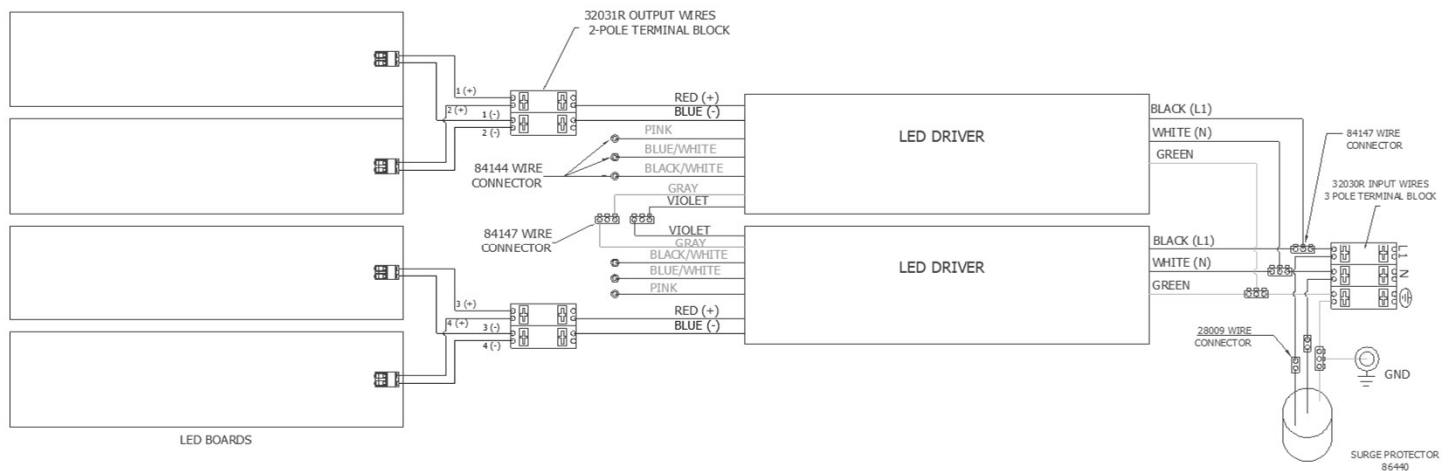 32031R OUTPUT WIRES
2-POLE TERMINAL BLOCK
1 (+)
2 (+)
1 (-)
2 (-)
RED (+)
BLUE (-)
PINK
BLUE/WHITE
BLACK/WHITE
GRAY
VIOLET
84144 WIRE
CONNECTOR
84147 WIRE
CONNECTOR
LED DRIVER
BLACK (L1)
WHITE (N)
GREEN
84147 WIRE
CONNECTOR
32030R INPUT WIRES
3 POLE TERMINAL BLOCK
VIOLET
GRAY
BLACK/WHITE
BLUE/WHITE
PINK
RED (+)
BLUE (-)
LED DRIVER
BLACK (L1)
WHITE (N)
GREEN
L1
N
3 (+)
4 (+)
3 (-)
4 (-)
28009 WIRE
CONNECTOR
GND
LED BOARDS
SURGE PROTECTOR
86440